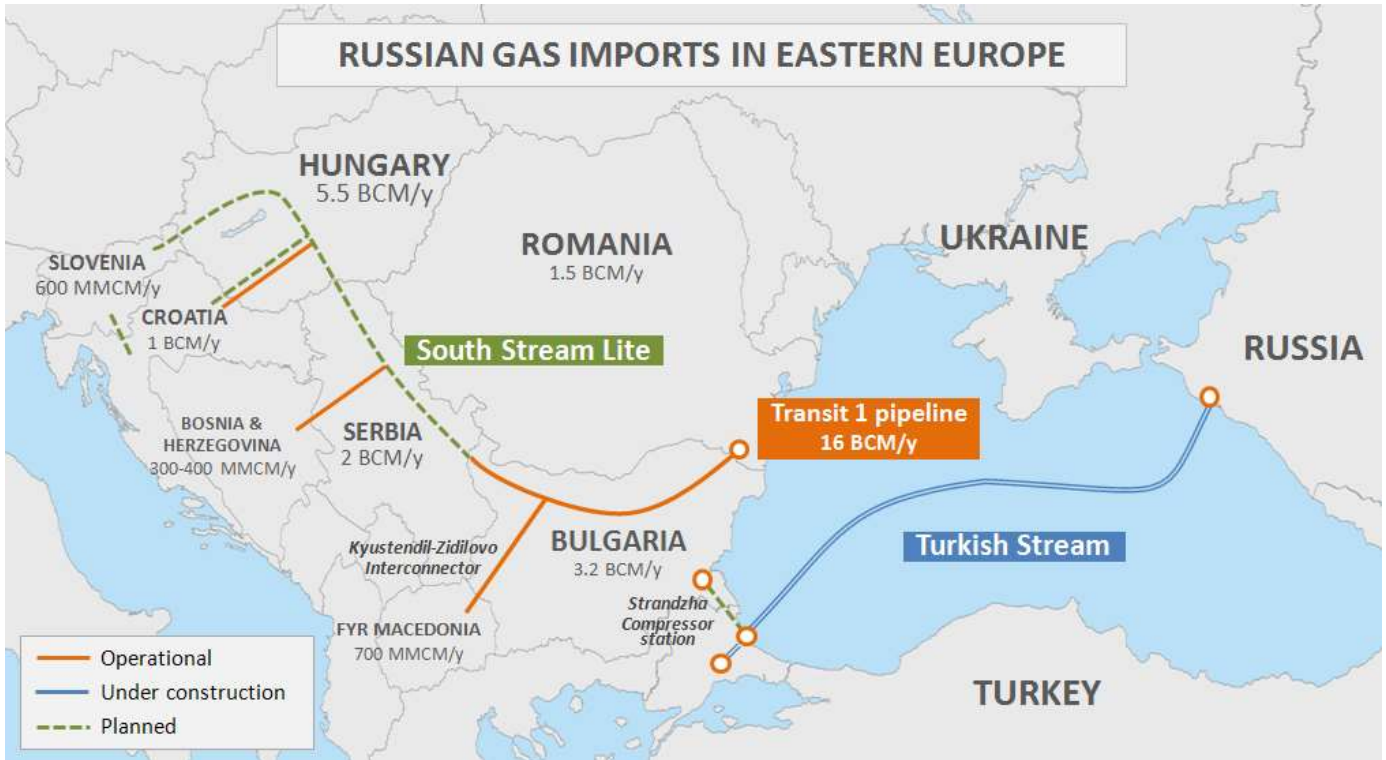 RUSSIAN GAS IMPORTS IN EASTERN EUROPE
HUNGARY
5.5 BCM/y
ROMANIA
1.5 BCM/y
UKRAINE
RUSSIA
SLOVENIA
600 MMCM/y
CROATIA
1 BCM/y
South Stream Lite
Transit 1 pipeline
16 BCM/y
BOSNIA &
HERZEGOVINA
300-400 MMCM/y
SERBIA
2 BCM/y
Kyustendil-Zidilovo
Interconnector
BULGARIA
3.2 BCM/y
Turkish Stream
Strandzha
Compressor
station
FYR MACEDONIA
700 MMCM/y
TURKEY
Operational
Under construction
Planned